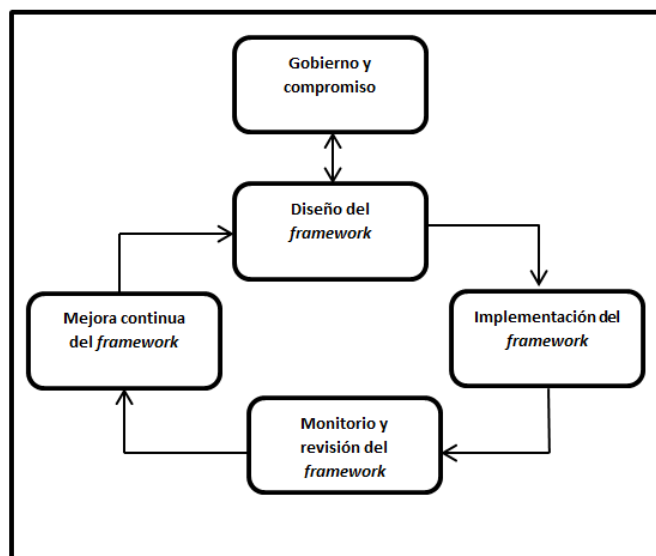 Gobierno y
compromiso
Diseño del
framework
Mejora continua
del framework
Implementación del
framework
Monitorio y
revisión del
framework